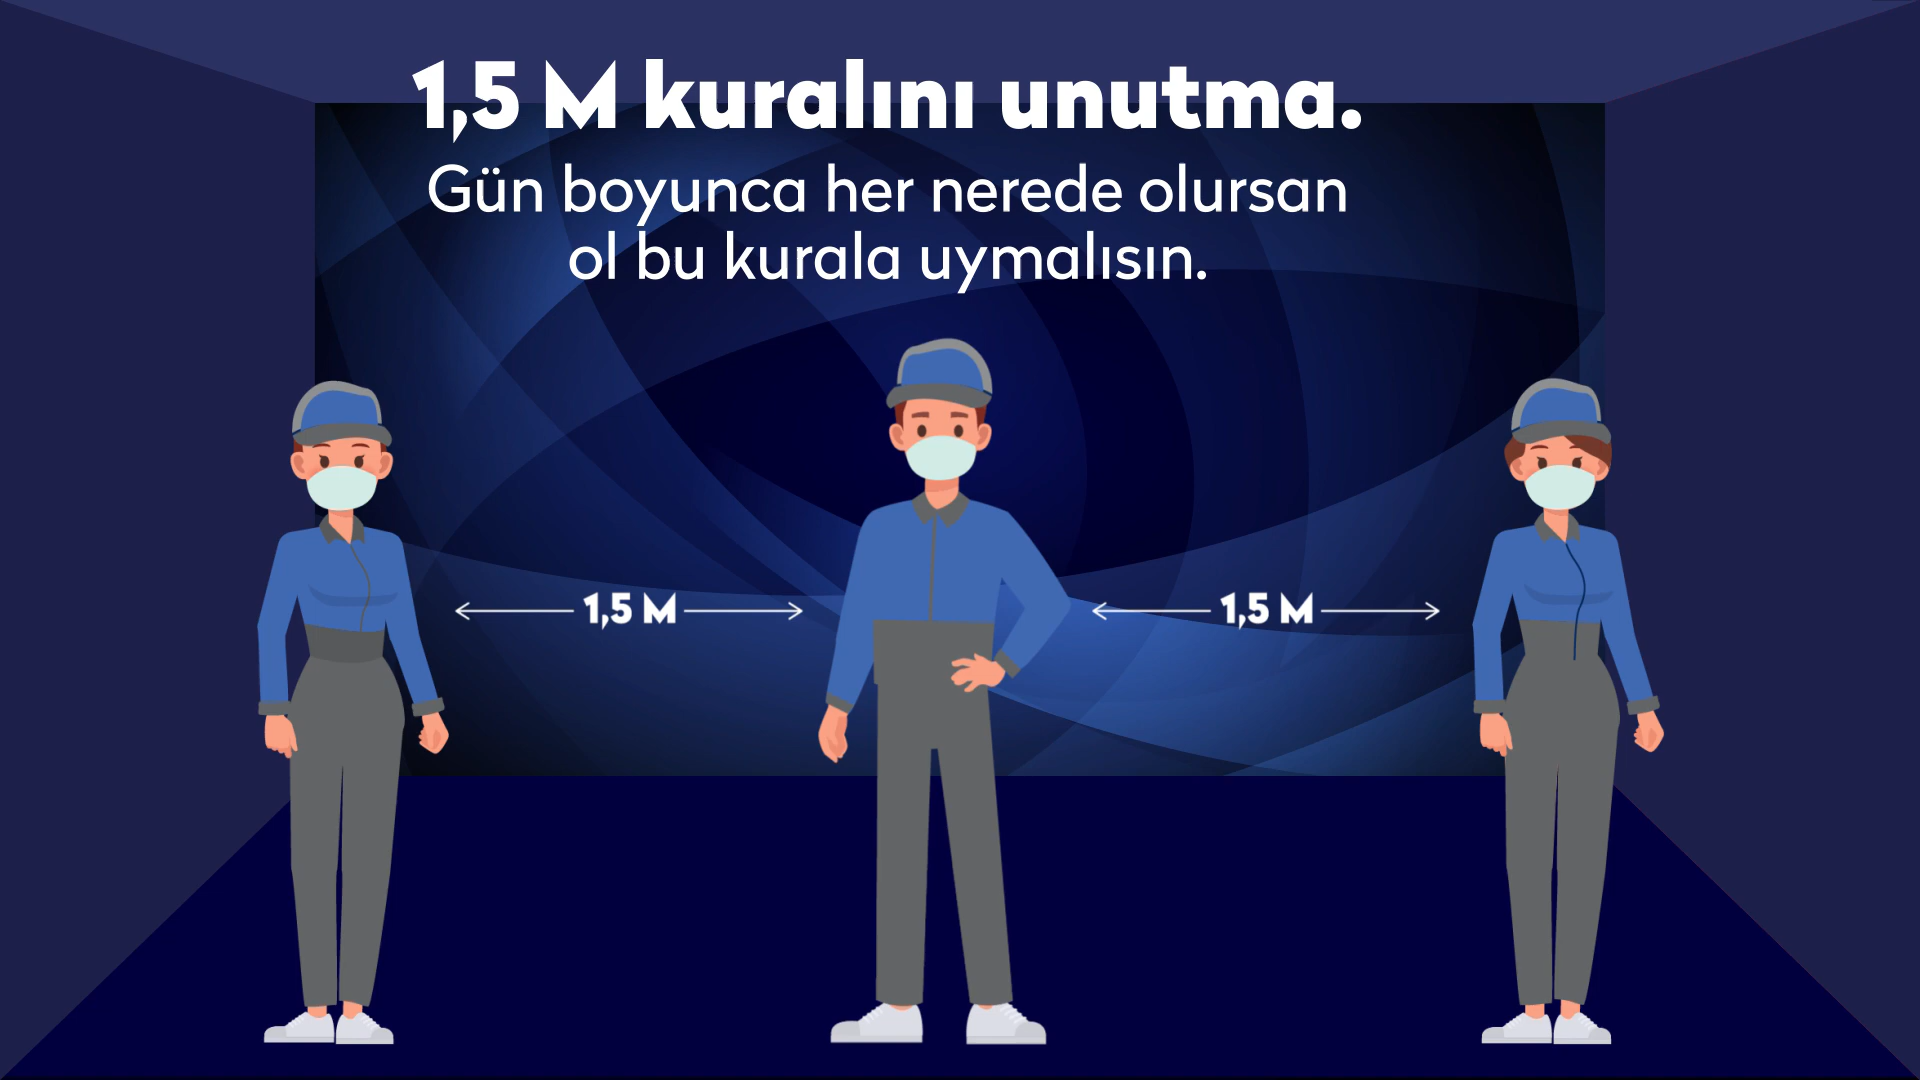 1,5 M kuralını unutma.
Gün boyunca her nerede olursan
ol bu kurala uymalısın.
1,5 M
1,5 M